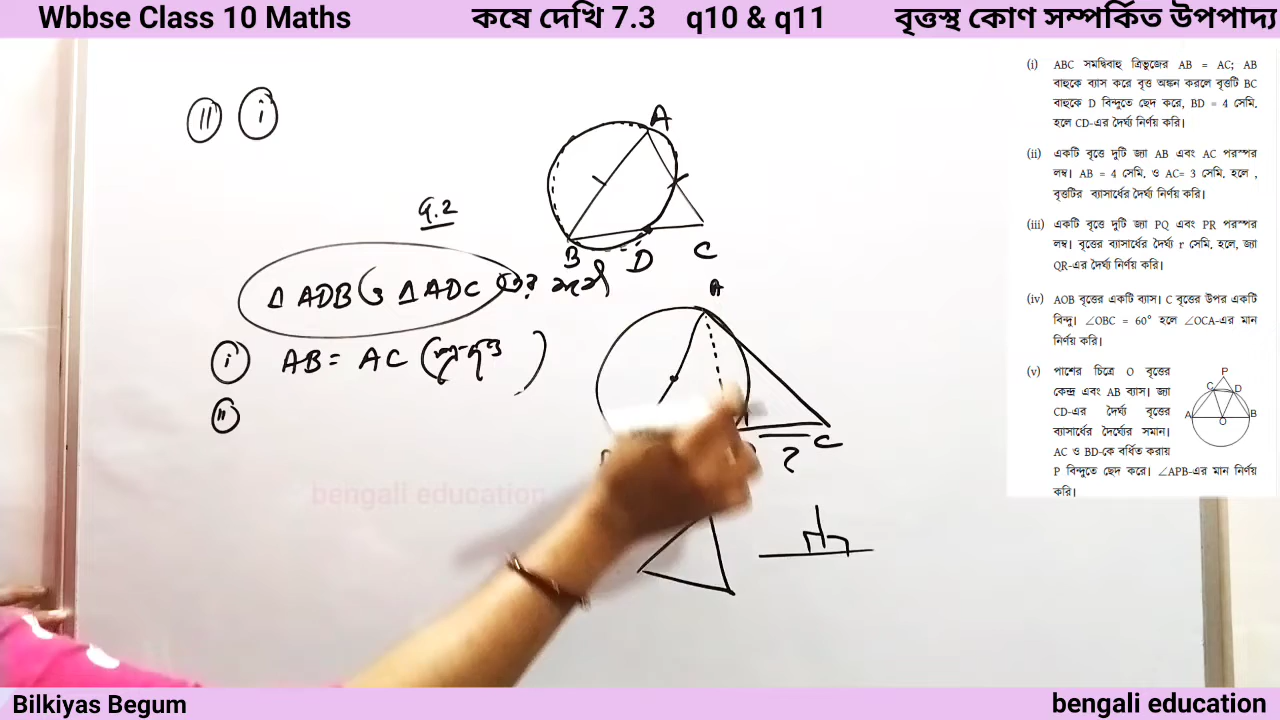 Wbbse Class 10 Maths কষে দেখি 7.3 q10 & q11 বৃত্তস্থ কোণ সম্পর্কিত উপপাদ্য
(i) ABC সমদ্বিবাহু ত্রিভুজের AB = AC; AB
বাহুকে ব্যাস করে বৃত্ত অঙ্কন করলে বৃত্তটি BC
বাহুকে D বিন্দুতে ছেদ করে, BD = 4 সেমি,
হলে CD-এর দৈর্ঘ্য নির্ণয় করি।
(ii) একটি বৃত্তে দুটি জ্যা AB এবং AC পরস্পর
লম্ব। AB = 4 সেমি, ও AC= 3 সেমি, হলে ,
বৃত্তটির ব্যাসার্ধের দৈর্ঘ্য নির্ণয় করি।
(iii) একটি বৃত্তে দুটি জ্যা PQ এবং PR পরস্পর
লম্ব। বৃত্তের ব্যাসার্ধের দৈর্ঘ্য r সেমি, হলে, জ্যা
QR-এর দৈর্ঘ্য নির্ণয় করি।
(iv) AOB বৃত্তের একটি ব্যাস। C বৃত্তের উপর একটি
বিন্দু। ∠OBC = 60° হলে ∠OCA-এর মান
নির্ণয় করি।
(v) পাশের চিত্রে O বৃত্তের
কেন্দ্র এবং AB ব্যাস। জ্যা
CD-এর দৈর্ঘ্য বৃত্তের
ব্যাসার্ধের দৈর্ঘ্যের সমান।
AC ও BD-কে বর্ধিত করায়
P বিন্দুতে ছেদ করে। ∠APB-এর মান নির্ণয়
করি।
P
C D
A B
O
11 i
A
B D C
Δ ADB ও Δ ADC এর মধ্যে
A
i AB = AC
ii
C
?
bengali education
Bilkiyas Begum bengali education